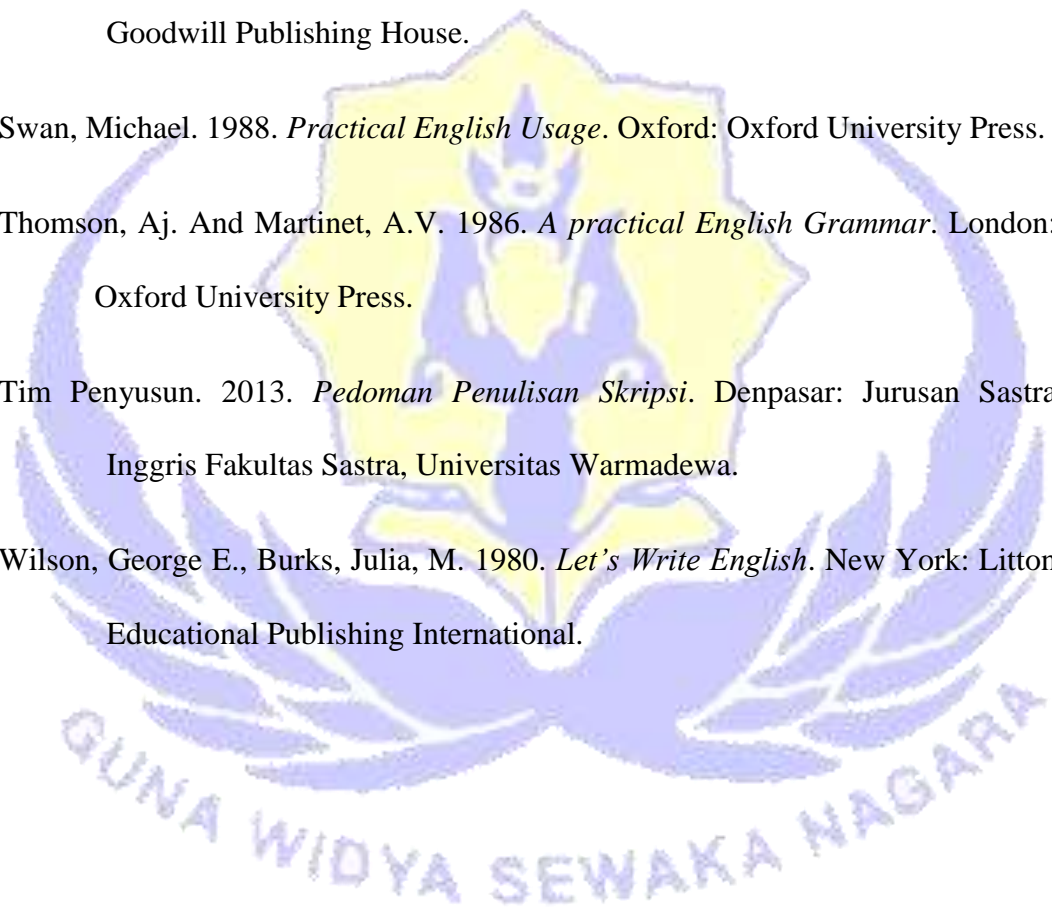 Goodwill Publishing House.
Swan, Michael. 1988. Practical English Usage. Oxford: Oxford University Press.
Thomson, Aj. And Martinet, A.V. 1986. A practical English Grammar. London:
Oxford University Press.
Tim Penyusun. 2013. Pedoman Penulisan Skripsi. Denpasar: Jurusan Sastra
Inggris Fakultas Sastra, Universitas Warmadewa.
Wilson, George E., Burks, Julia, M. 1980. Let’s Write English. New York: Litton
Educational Publishing International.
GUNA WIDYA SEWAKA NAGARA